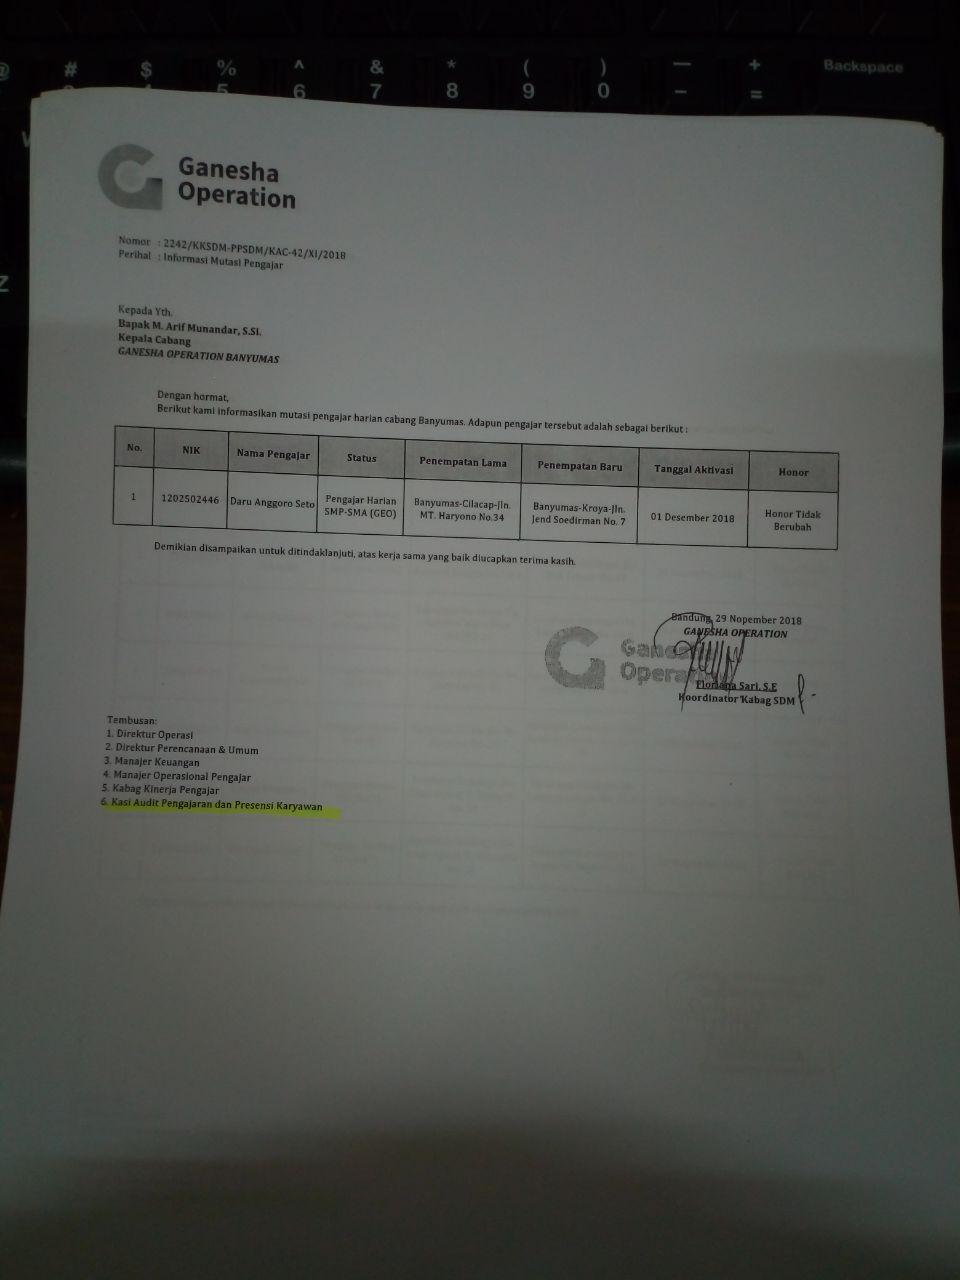 @ # $ % ^ & * ( ) — + Backspace
5 6 7 8 9 0 - =
Z
Ganesha
Operation
Nomor : 2242/KKSDM-PPSDM/KAC-42/XI/2018
Perihal : Informasi Mutasi Pengajar
Kepada Yth.
Bapak M. Arif Munandar, S.Si.
Kepala Cabang
GANESHA OPERATION BANYUMAS
Dengan hormat,
Berikut kami informasikan mutasi pengajar harian cabang Banyumas. Adapun pengajar tersebut adalah sebagai berikut :
No. NIK Nama Pengajar Status Penempatan Lama Penempatan Baru Tanggal Aktivasi Honor
1 1202502446 Daru Anggoro Seto Pengajar Harian Banyumas-Cilacap-Jln. Banyumas-Kroya-Jln. 01 Desember 2018 Honor Tidak
SMP-SMA (GEO) MT. Haryono No.34 Jend Soedirman No. 7 Berubah
Demikian disampaikan untuk ditindaklanjuti, atas kerja sama yang baik diucapkan terima kasih.
Bandung, 29 Nopember 2018
GANESHA OPERATION
Ganesha
Operation
Floriana Sari, S.E
Koordinator Kabag SDM
Tembusan:
1. Direktur Operasi
2. Direktur Perencanaan & Umum
3. Manajer Keuangan
4. Manajer Operasional Pengajar
5. Kabag Kinerja Pengajar
6. Kasi Audit Pengajaran dan Presensi Karyawan